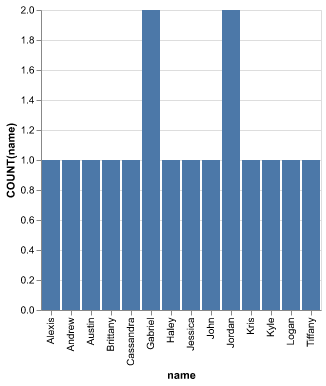 COUNT(name)
2.0
1.8
1.6
1.4
1.2
1.0
0.8
0.6
0.4
0.2
0.0
Alexis
Andrew
Austin
Brittany
Cassandra
Gabriel
Haley
Jessica
John
Jordan
Kris
Kyle
Logan
Tiffany
name